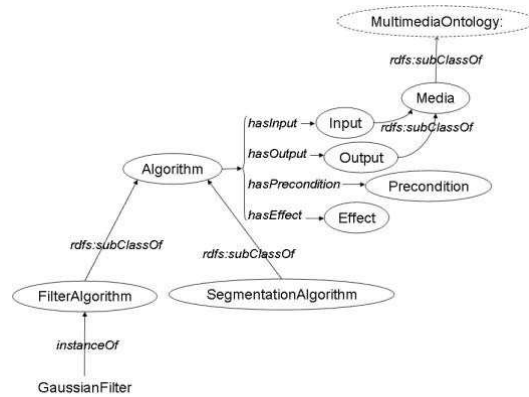 MultimediaOntology:
rdfs:subClassOf
Media
hasInput
Input
rdfs:subClassOf
hasOutput
Output
Algorithm
hasPrecondition
Precondition
hasEffect
Effect
rdfs:subClassOf
rdfs:subClassOf
FilterAlgorithm
SegmentationAlgorithm
instanceOf
GaussianFilter